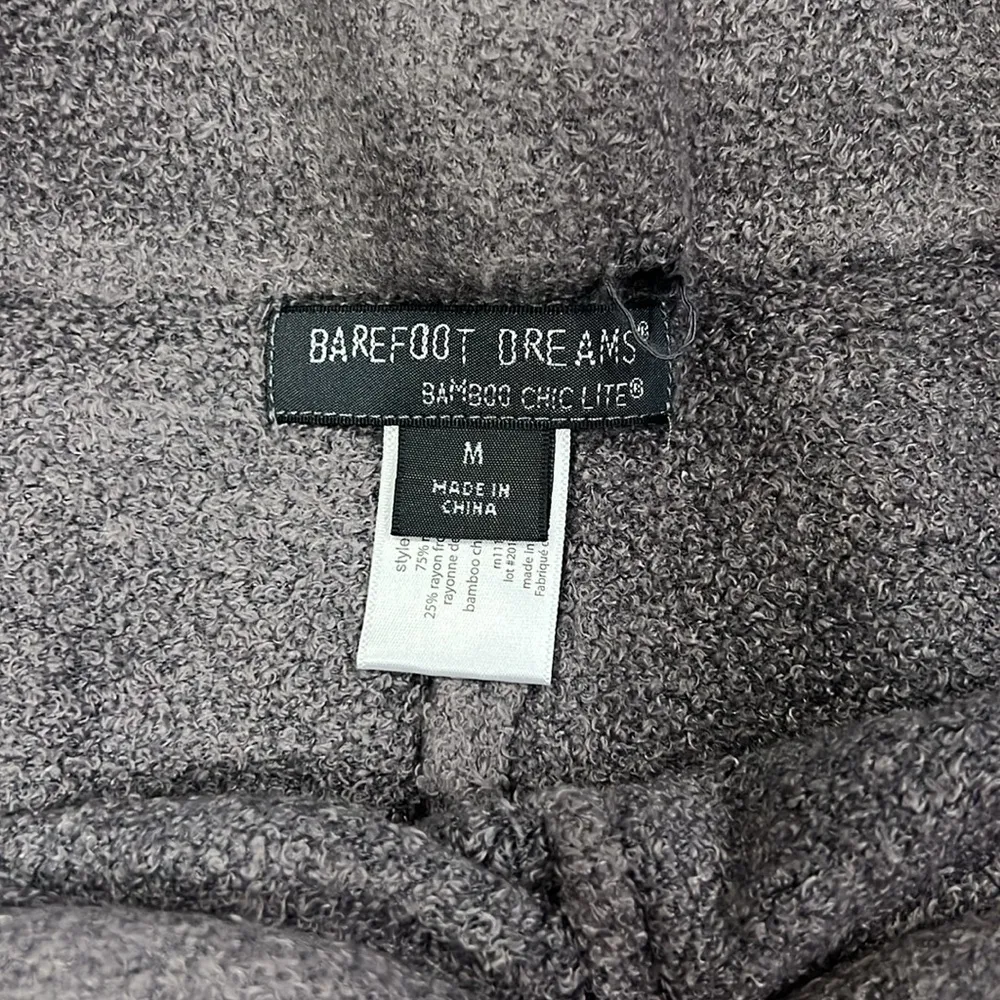 BAREFOOT DREAMS®
BAMBOO CHIC LITE®
M
MADE IN
CHINA
style
75%
25% rayon
rayonne de
bamboo
lot #201
made in
Fabriqué